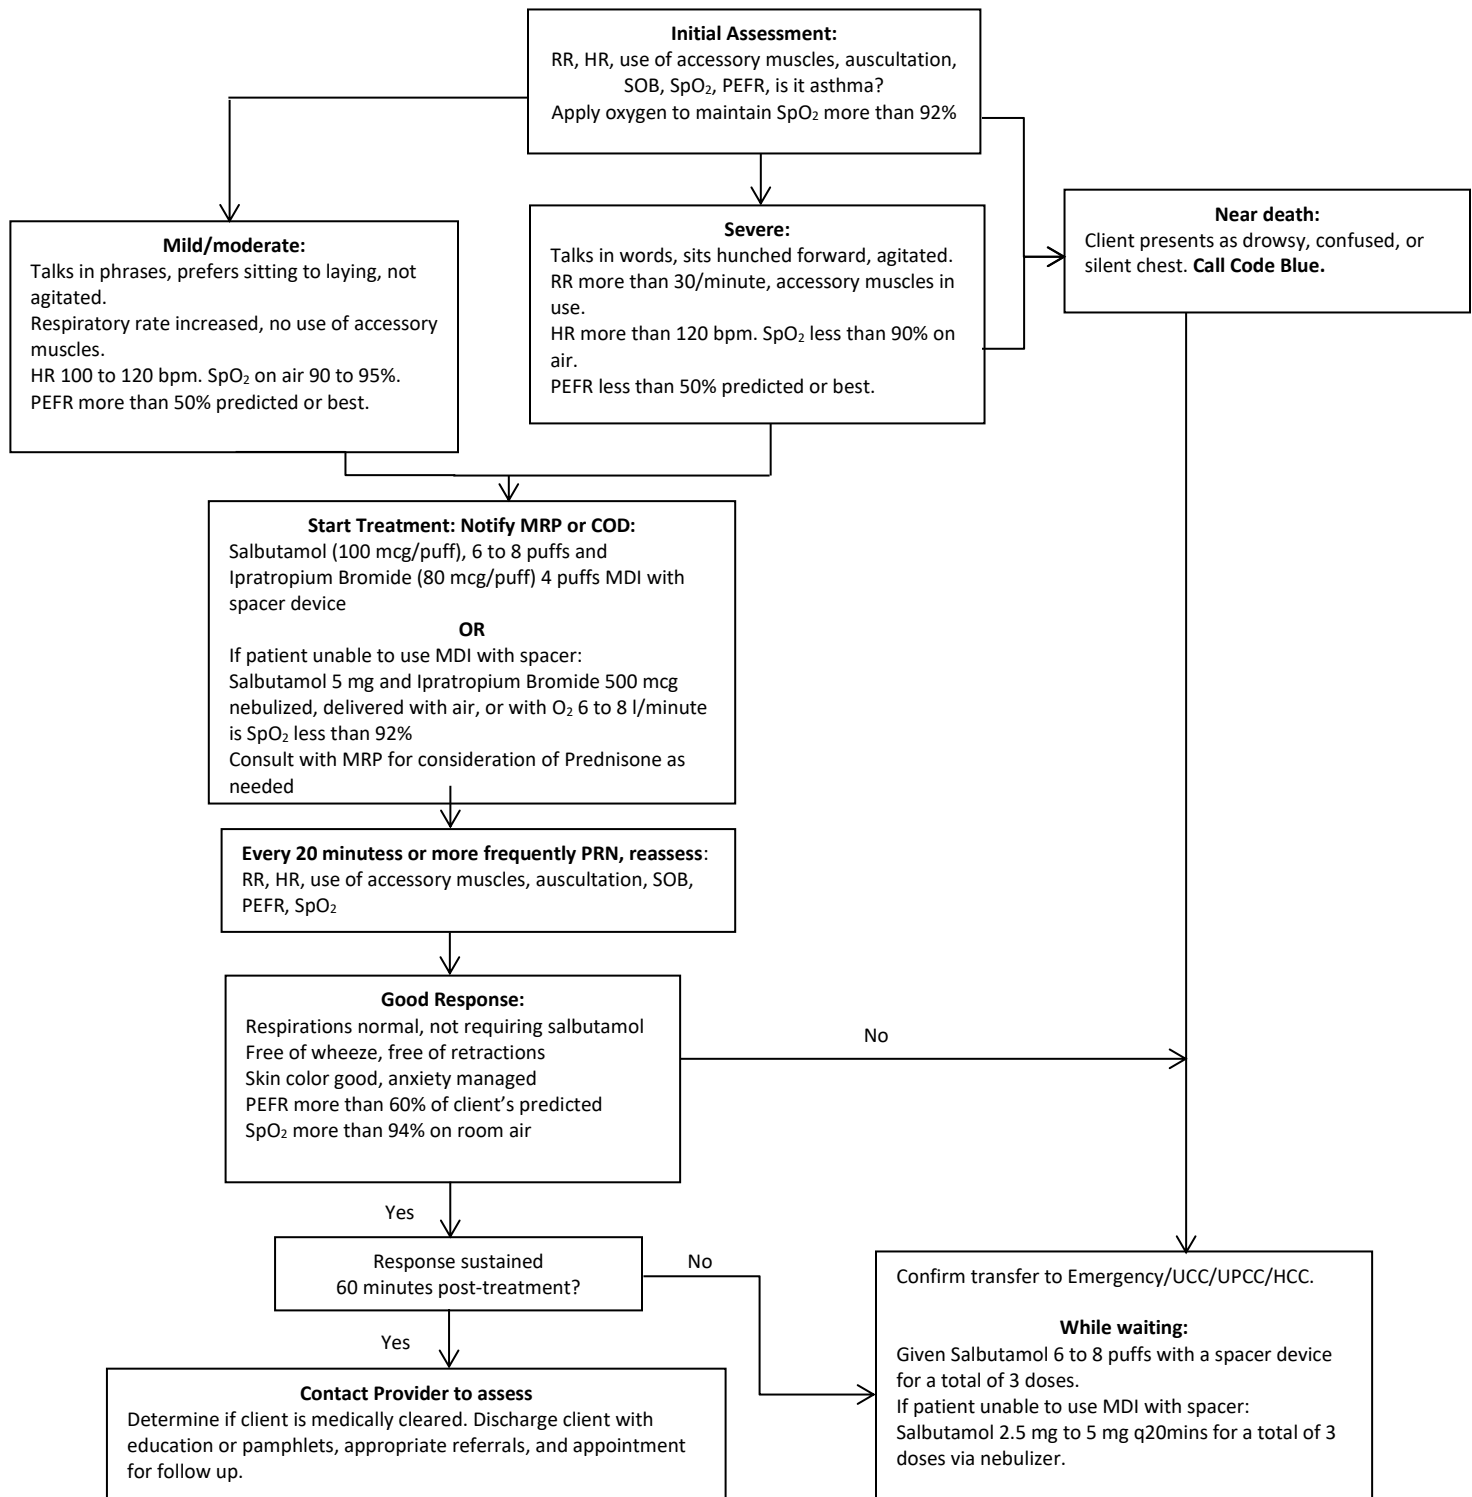 Initial Assessment:
RR, HR, use of accessory muscles, auscultation,
SOB, SpO₂, PEFR, is it asthma?
Apply oxygen to maintain SpO₂ more than 92%
Mild/moderate:
Talks in phrases, prefers sitting to laying, not
agitated.
Respiratory rate increased, no use of accessory
muscles.
HR 100 to 120 bpm. SpO₂ on air 90 to 95%.
PEFR more than 50% predicted or best.
Severe:
Talks in words, sits hunched forward, agitated.
RR more than 30/minute, accessory muscles in
use.
HR more than 120 bpm. SpO₂ less than 90% on
air.
PEFR less than 50% predicted or best.
Near death:
Client presents as drowsy, confused, or
silent chest. Call Code Blue.
Start Treatment: Notify MRP or COD:
Salbutamol (100 mcg/puff), 6 to 8 puffs and
Ipratropium Bromide (80 mcg/puff) 4 puffs MDI with
spacer device
OR
If patient unable to use MDI with spacer:
Salbutamol 5 mg and Ipratropium Bromide 500 mcg
nebulized, delivered with air, or with O₂ 6 to 8 l/minute
is SpO₂ less than 92%
Consult with MRP for consideration of Prednisone as
needed
Every 20 minutess or more frequently PRN, reassess:
RR, HR, use of accessory muscles, auscultation, SOB,
PEFR, SpO₂
Good Response:
Respirations normal, not requiring salbutamol
Free of wheeze, free of retractions
Skin color good, anxiety managed
PEFR more than 60% of client’s predicted
SpO₂ more than 94% on room air
No
Yes
Response sustained
60 minutes post-treatment?
No
Yes
Contact Provider to assess
Determine if client is medically cleared. Discharge client with
education or pamphlets, appropriate referrals, and appointment
for follow up.
Confirm transfer to Emergency/UCC/UPCC/HCC.
While waiting:
Given Salbutamol 6 to 8 puffs with a spacer device
for a total of 3 doses.
If patient unable to use MDI with spacer:
Salbutamol 2.5 mg to 5 mg q20mins for a total of 3
doses via nebulizer.